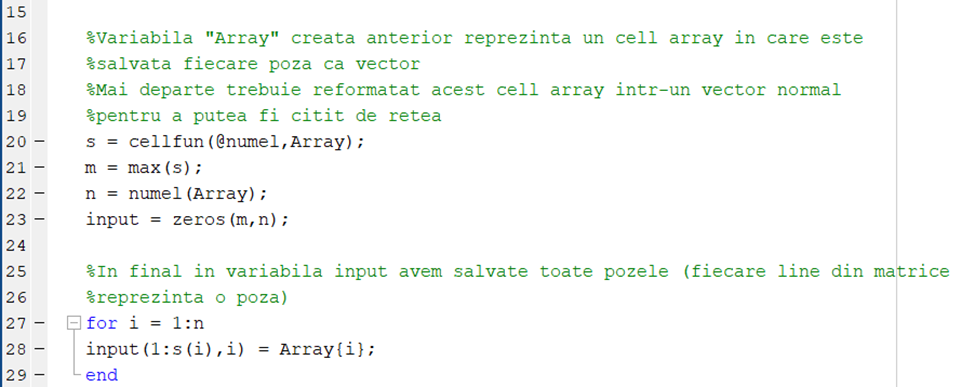 15
16 %Variabila "Array" creata anterior reprezinta un cell array in care este
17 %salvata fiecare poza ca vector
18 %Mai departe trebuie reformatat acest cell array intr-un vector normal
19 %pentru a putea fi citit de retea
20 – s = cellfun(@numel,Array);
21 – m = max(s);
22 – n = numel(Array);
23 – input = zeros(m,n);
24
25 %In final in variabila input avem salvate toate pozele (fiecare line din matrice
26 %reprezinta o poza)
27 – for i = 1:n
28 – input(1:s(i),i) = Array{i};
29 – end